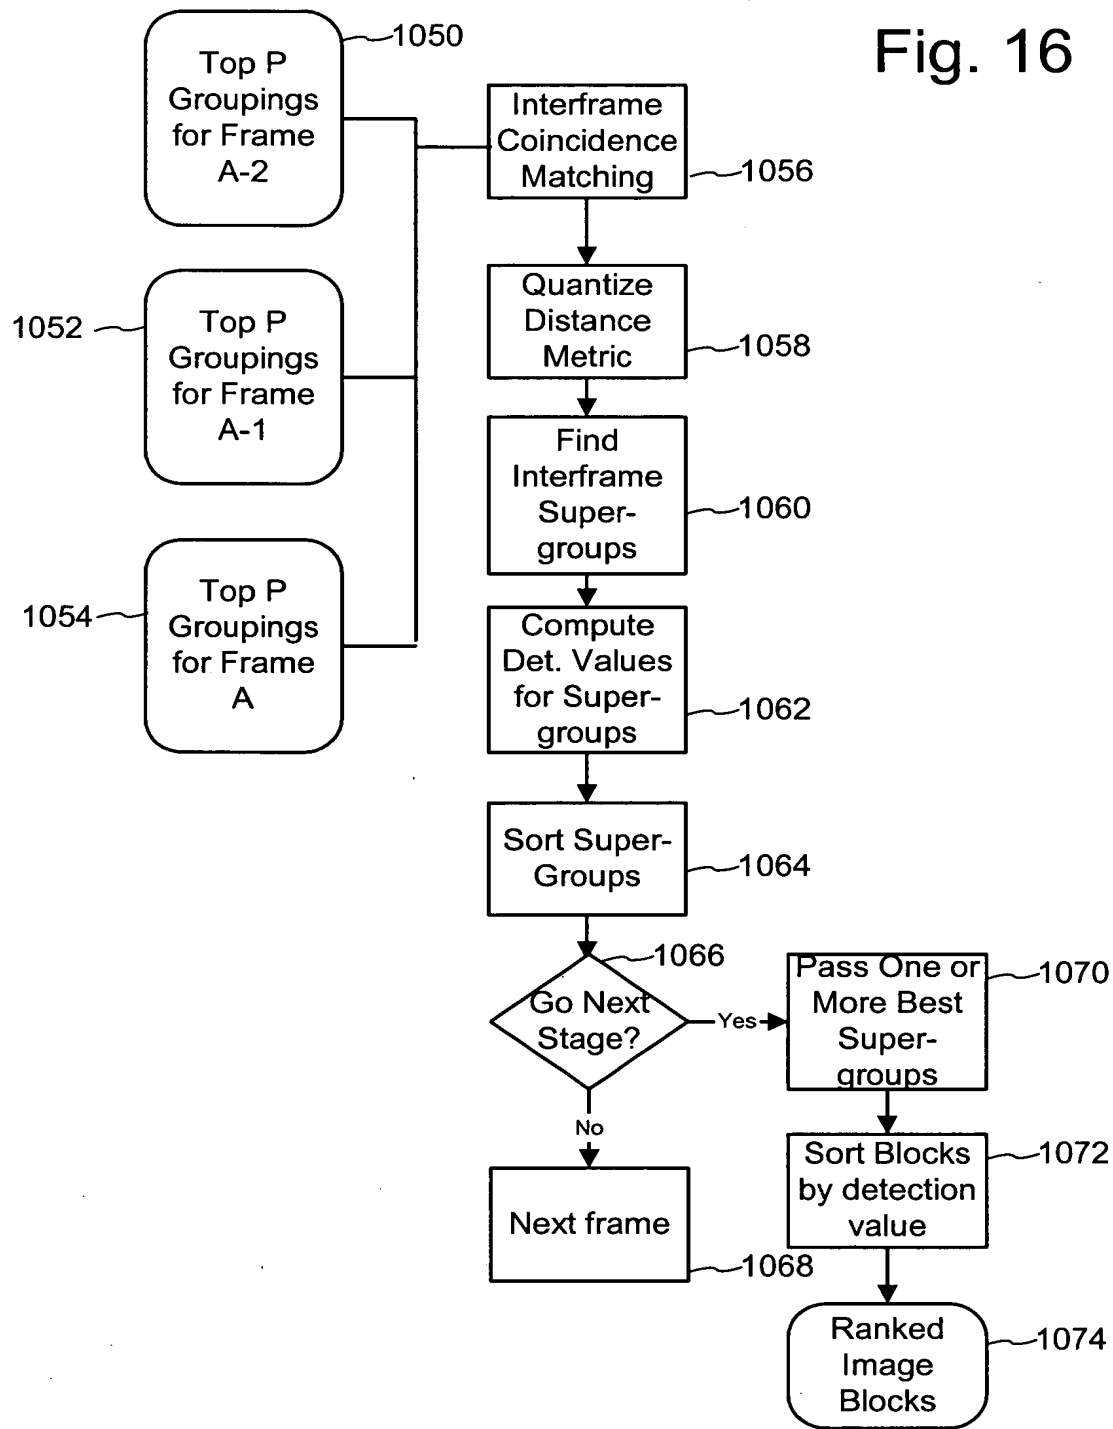 Fig. 16
1050
Top P
Groupings
for Frame
A-2
1052
Top P
Groupings
for Frame
A-1
1054
Top P
Groupings
for Frame
A
Interframe
Coincidence
Matching
1056
Quantize
Distance
Metric
1058
Find
Interframe
Super-
groups
1060
Compute
Det. Values
for Super-
groups
1062
Sort Super-
Groups
1064
1066
Go Next
Stage?
Yes
No
Next frame
1068
Pass One or
More Best
Super-
groups
1070
Sort Blocks
by detection
value
1072
Ranked
Image
Blocks
1074